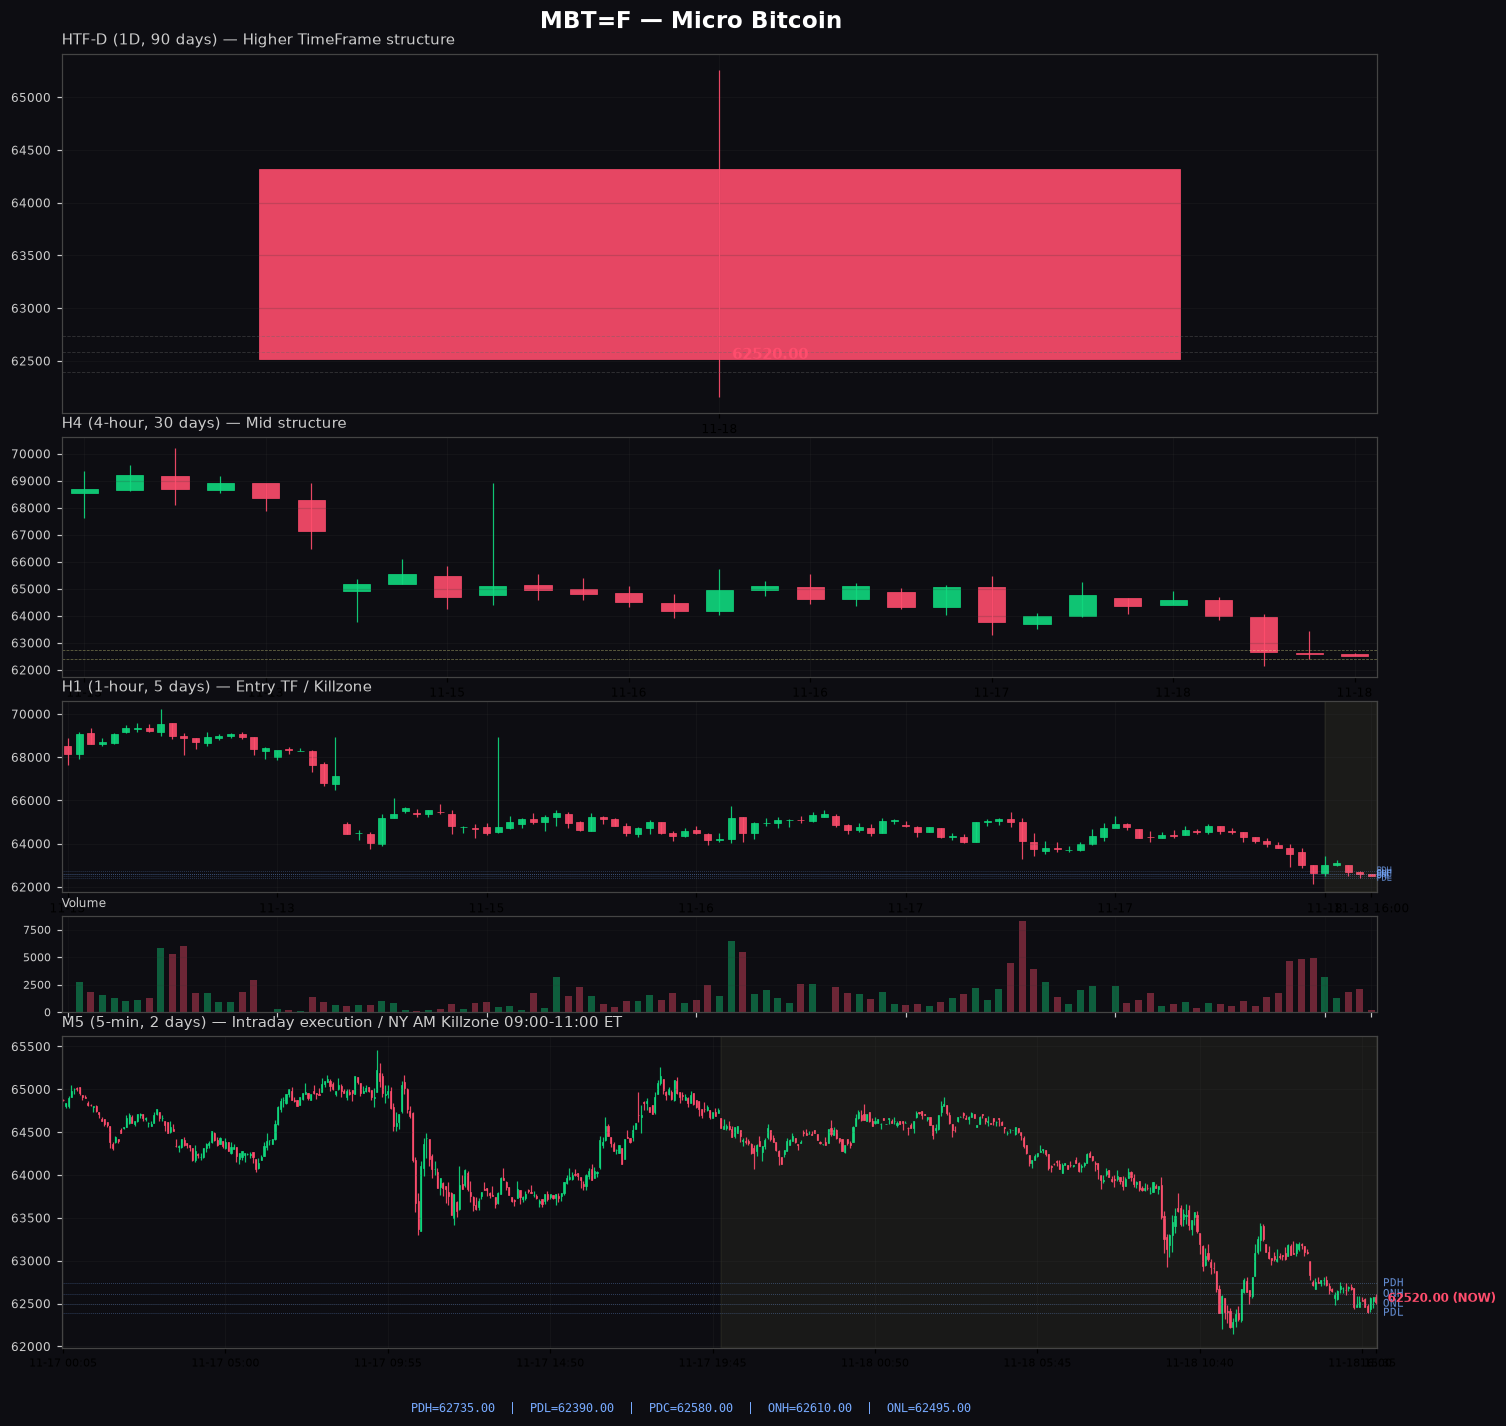 MBT=F — Micro Bitcoin
HTF-D (1D, 90 days) — Higher TimeFrame structure
65000
64500
64000
63500
63000
62500
62520.00
11-18
H4 (4-hour, 30 days) — Mid structure
70000
69000
68000
67000
66000
65000
64000
63000
62000
11-15 11-16 11-16 11-17 11-18 11-18
H1 (1-hour, 5 days) — Entry TF / Killzone
70000
68000
66000
64000
62000
PDH
PDL
11-13 11-15 11-16 11-17 11-17 11-18 16:00
Volume
7500
5000
2500
0
M5 (5-min, 2 days) — Intraday execution / NY AM Killzone 09:00-11:00 ET
65500
65000
64500
64000
63500
63000
62500
62000
PDH
ONH
62520.00 (NOW)
ONL
PDL
11-17 00:05 11-17 05:00 11-17 09:55 11-17 14:50 11-17 19:45 11-18 00:50 11-18 05:45 11-18 10:40
PDH=62735.00 | PDL=62390.00 | PDC=62580.00 | ONH=62610.00 | ONL=62495.00